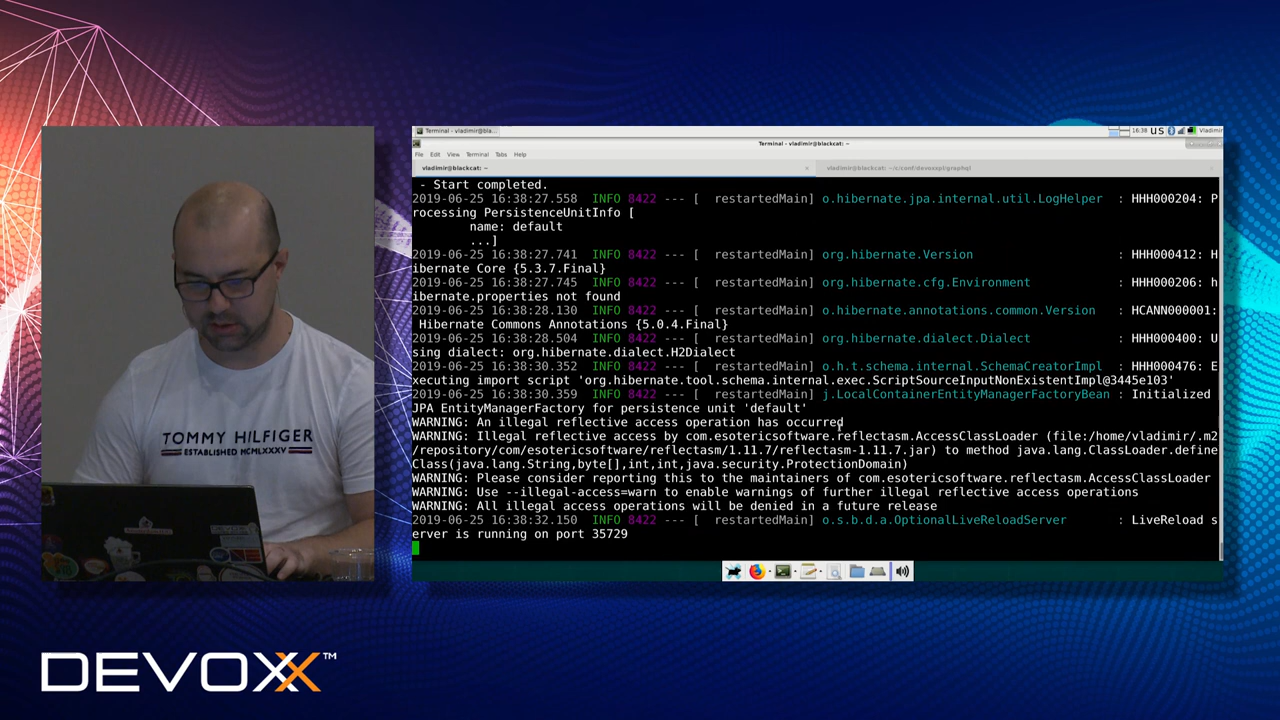 Terminal - vladimir@bla...
16:38 us Vladimir
Terminal - vladimir@blackcat: ~
File Edit View Terminal Tabs Help
vladimir@blackcat: ~
- Start completed.
2019-06-25 16:38:27.558 INFO 8422 --- [ restartedMain] o.hibernate.jpa.internal.util.LogHelper : HHH000204: P
rocessing PersistenceUnitInfo [
name: default
...]
2019-06-25 16:38:27.741 INFO 8422 --- [ restartedMain] org.hibernate.Version : HHH000412: H
ibernate Core {5.3.7.Final}
2019-06-25 16:38:27.745 INFO 8422 --- [ restartedMain] org.hibernate.cfg.Environment : HHH000206: h
ibernate.properties not found
2019-06-25 16:38:28.130 INFO 8422 --- [ restartedMain] o.hibernate.annotations.common.Version : HCANN000001:
Hibernate Commons Annotations {5.0.4.Final}
2019-06-25 16:38:28.504 INFO 8422 --- [ restartedMain] org.hibernate.dialect.Dialect : HHH000400: U
sing dialect: org.hibernate.dialect.H2Dialect
2019-06-25 16:38:30.352 INFO 8422 --- [ restartedMain] o.h.t.schema.internal.SchemaCreatorImpl : HHH000476: E
xecuting import script 'org.hibernate.tool.schema.internal.exec.ScriptSourceInputNonExistentImpl@3445e103'
2019-06-25 16:38:30.359 INFO 8422 --- [ restartedMain] j.LocalContainerEntityManagerFactoryBean : Initialized
JPA EntityManagerFactory for persistence unit 'default'
WARNING: An illegal reflective access operation has occurred
WARNING: Illegal reflective access by com.esotericsoftware.reflectasm.AccessClassLoader (file:/home/vladimir/.m2
/repository/com/esotericsoftware/reflectasm/1.11.7/reflectasm-1.11.7.jar) to method java.lang.ClassLoader.define
Class(java.lang.String,byte[],int,int,java.security.ProtectionDomain)
WARNING: Please consider reporting this to the maintainers of com.esotericsoftware.reflectasm.AccessClassLoader
WARNING: Use --illegal-access=warn to enable warnings of further illegal reflective access operations
WARNING: All illegal access operations will be denied in a future release
2019-06-25 16:38:32.150 INFO 8422 --- [ restartedMain] o.s.b.d.a.OptionalLiveReloadServer : LiveReload s
erver is running on port 35729
TOMMY HILFIGER
ESTABLISHED MCMLXXXV
DEVOXX™